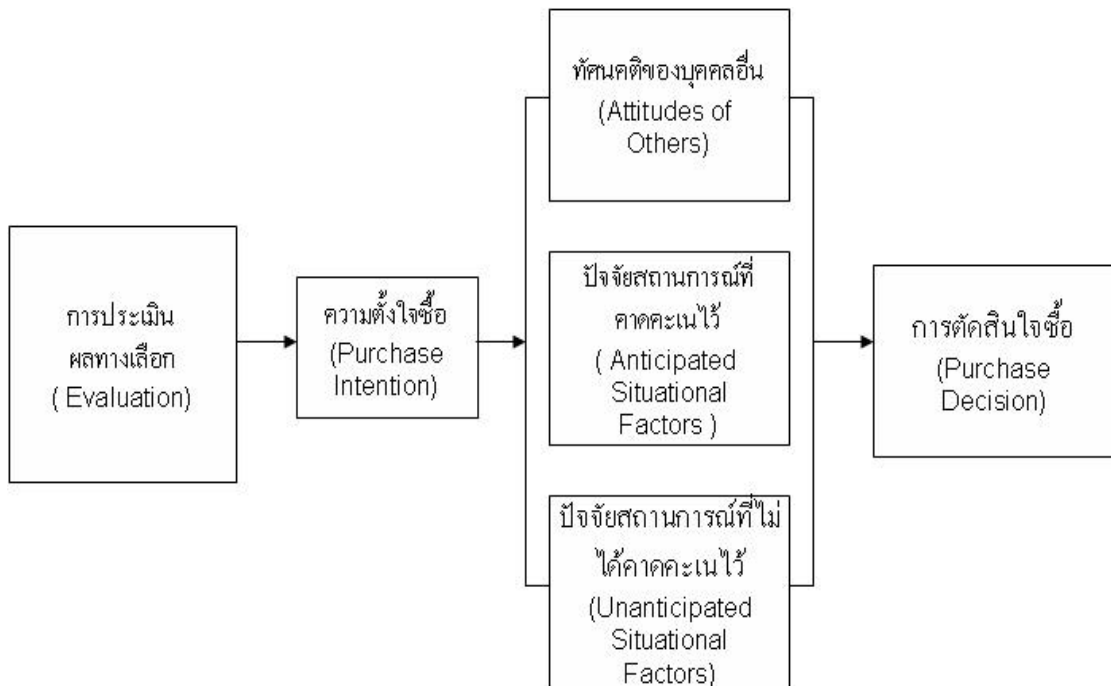 การประเมิน
ผลทางเลือก
( Evaluation)
ความตั้งใจซื้อ
(Purchase
Intention)
ทัศนคติของบุคคลอื่น
(Attitudes of
Others)
ปัจจัยสถานการณ์ที่
คาดคะเนไว้
( Anticipated
Situational
Factors )
ปัจจัยสถานการณ์ที่ไม่
ได้คาดคะเนไว้
(Unanticipated
Situational
Factors)
การตัดสินใจซื้อ
(Purchase
Decision)